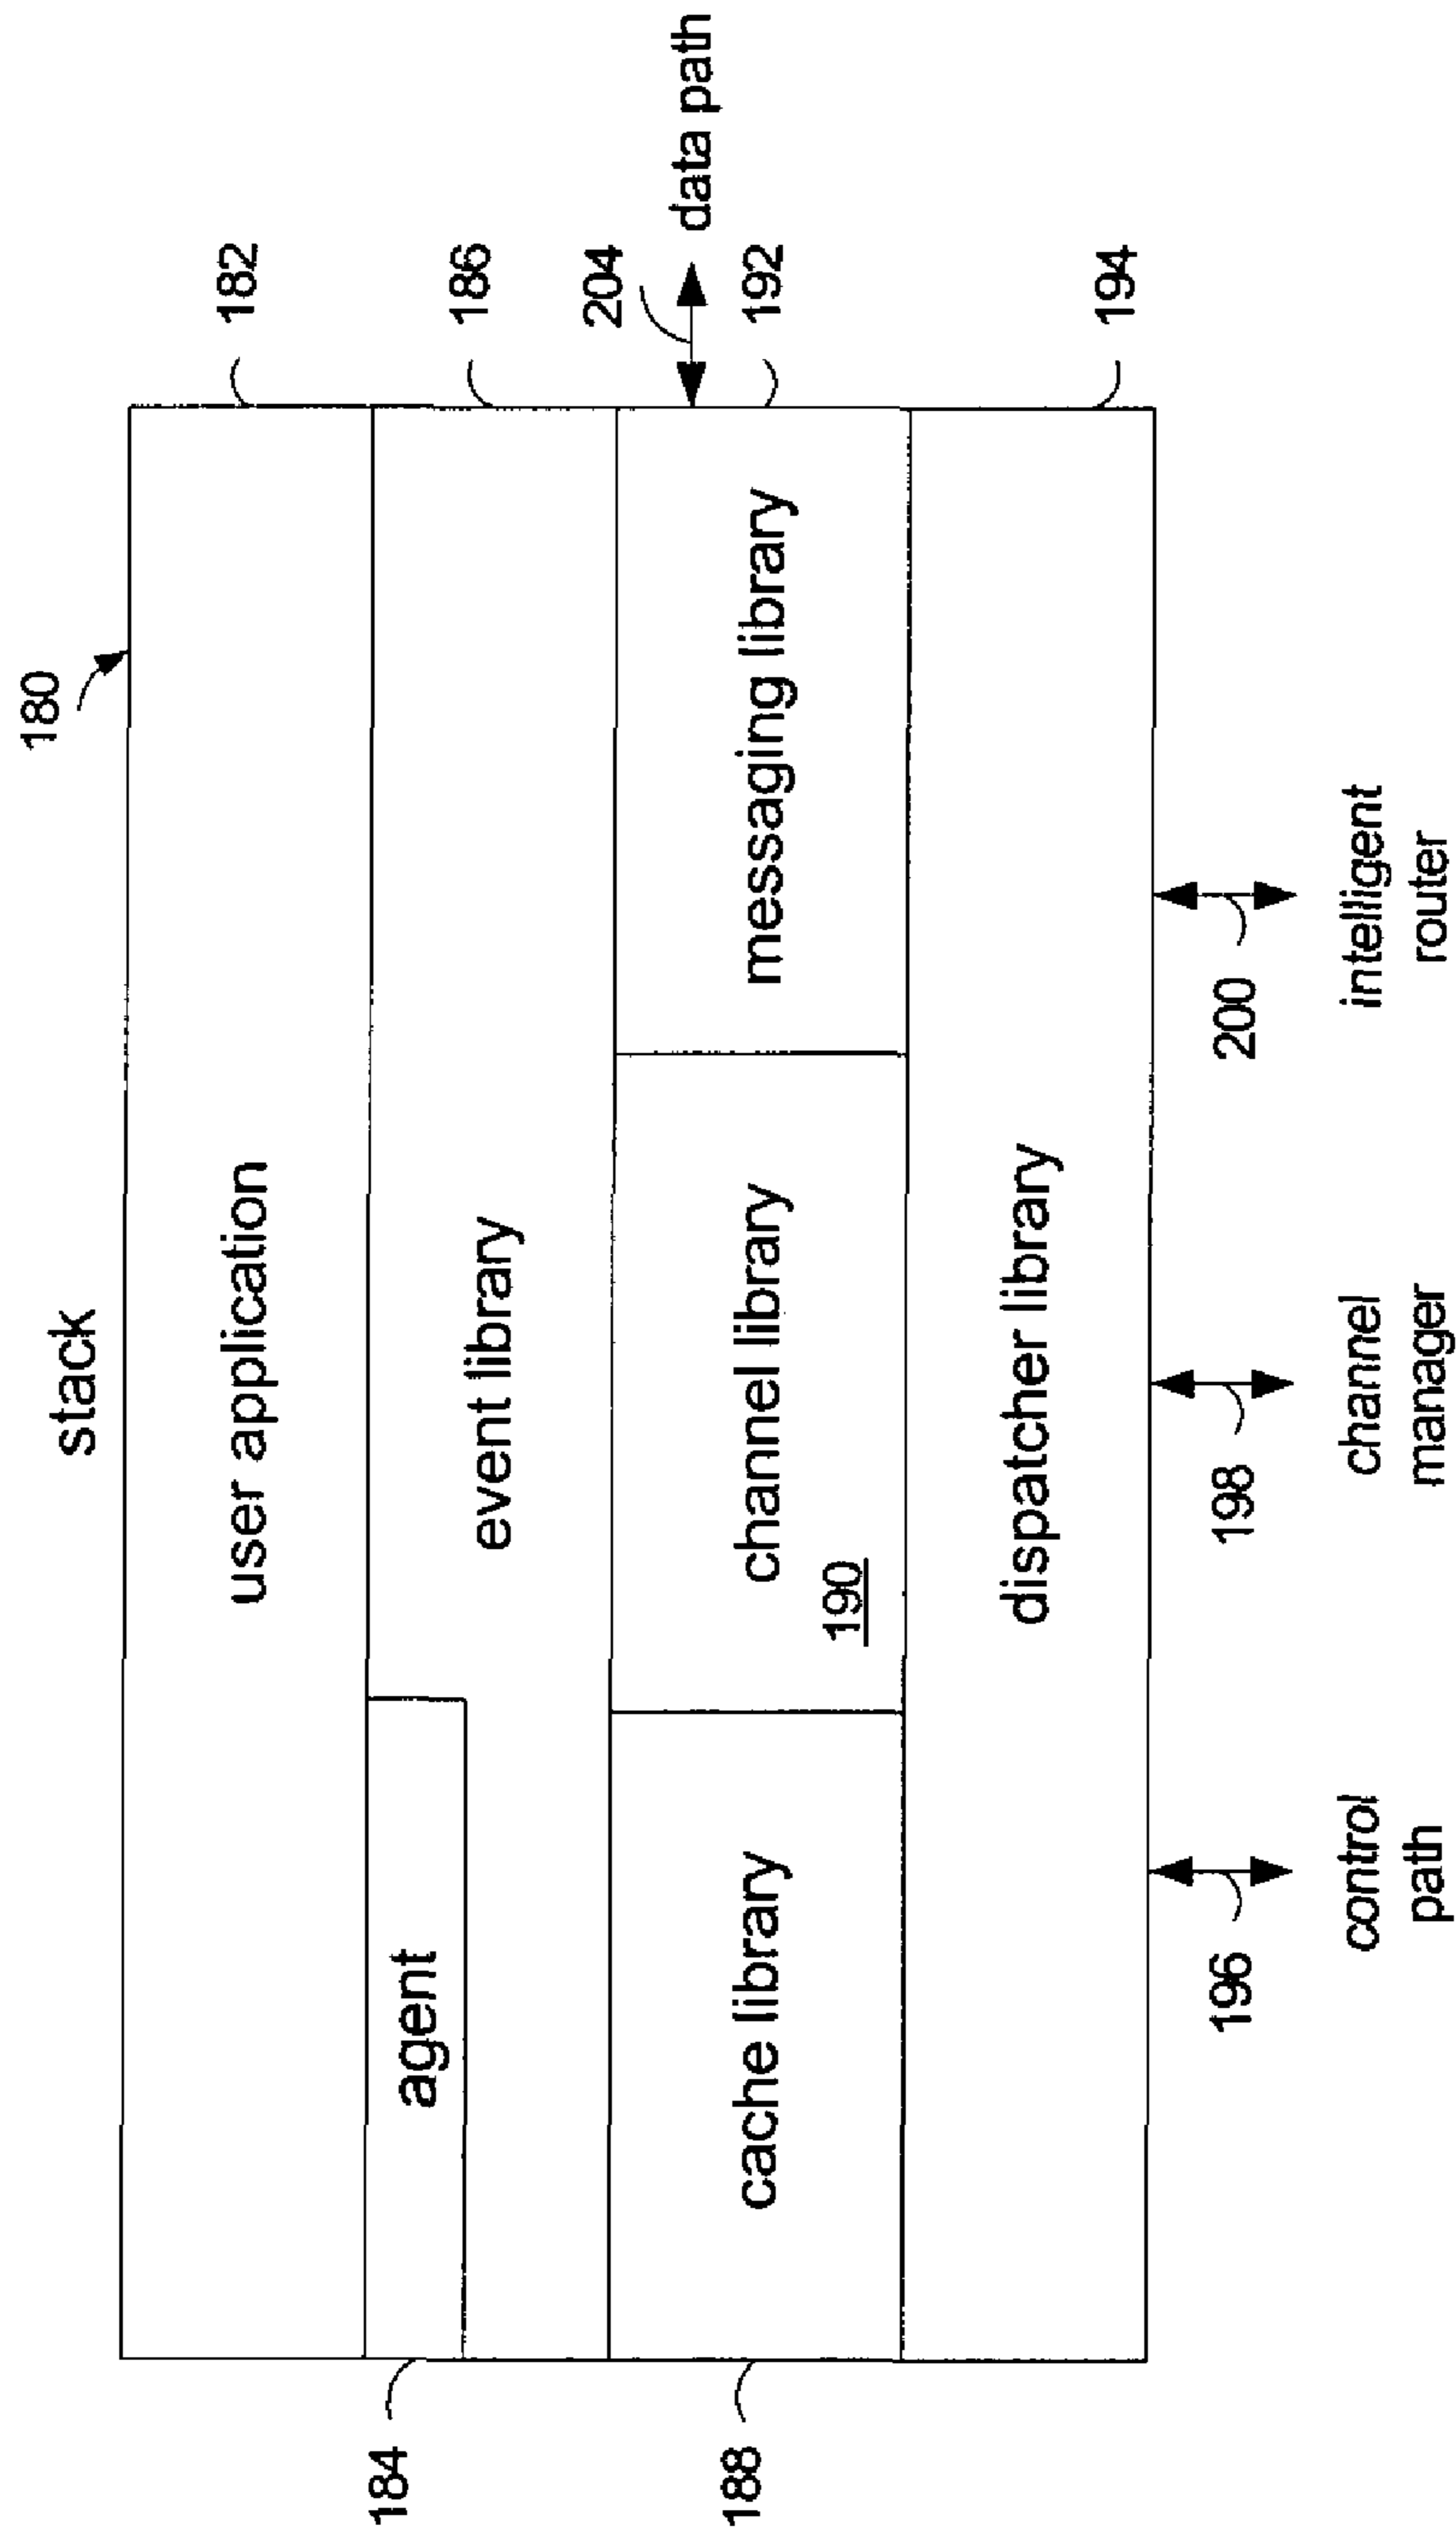 stack
180
user application
182
184
agent
event library
186
188
cache library
channel library
190
messaging library
204
data path
192
dispatcher library
194
196
control
path
198
channel
manager
200
intelligent
router